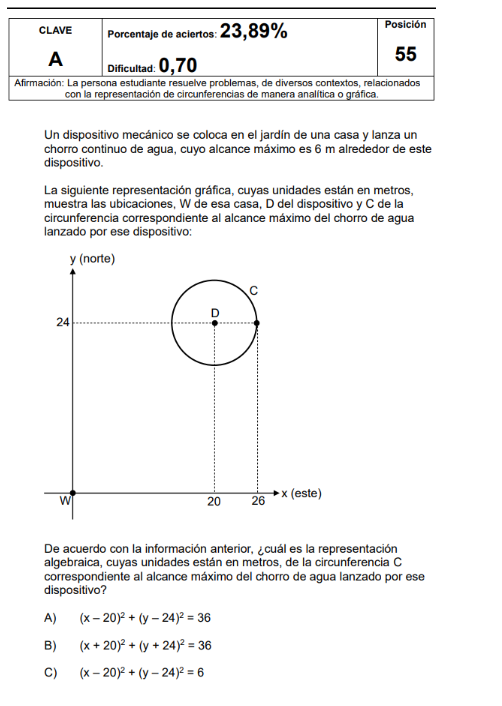 CLAVE
A
Porcentaje de aciertos: 23,89%
Dificultad: 0,70
Posición
55
Afirmación: La persona estudiante resuelve problemas, de diversos contextos, relacionados
con la representación de circunferencias de manera analítica o gráfica.
Un dispositivo mecánico se coloca en el jardín de una casa y lanza un
chorro continuo de agua, cuyo alcance máximo es 6 m alrededor de este
dispositivo.
La siguiente representación gráfica, cuyas unidades están en metros,
muestra las ubicaciones, W de esa casa, D del dispositivo y C de la
circunferencia correspondiente al alcance máximo del chorro de agua
lanzado por ese dispositivo:
y (norte)
C
D
24
W
20
26
x (este)
De acuerdo con la información anterior, ¿cuál es la representación
algebraica, cuyas unidades están en metros, de la circunferencia C
correspondiente al alcance máximo del chorro de agua lanzado por ese
dispositivo?
A) (x – 20)² + (y – 24)² = 36
B) (x + 20)² + (y + 24)² = 36
C) (x – 20)² + (y – 24)² = 6